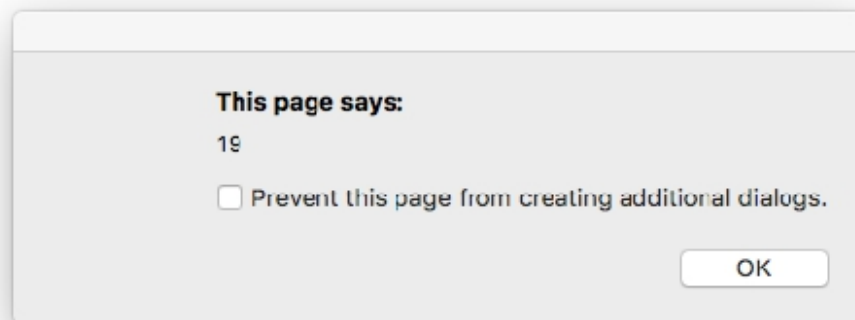 This page says:
19
Prevent this page from creating additional dialogs.
OK